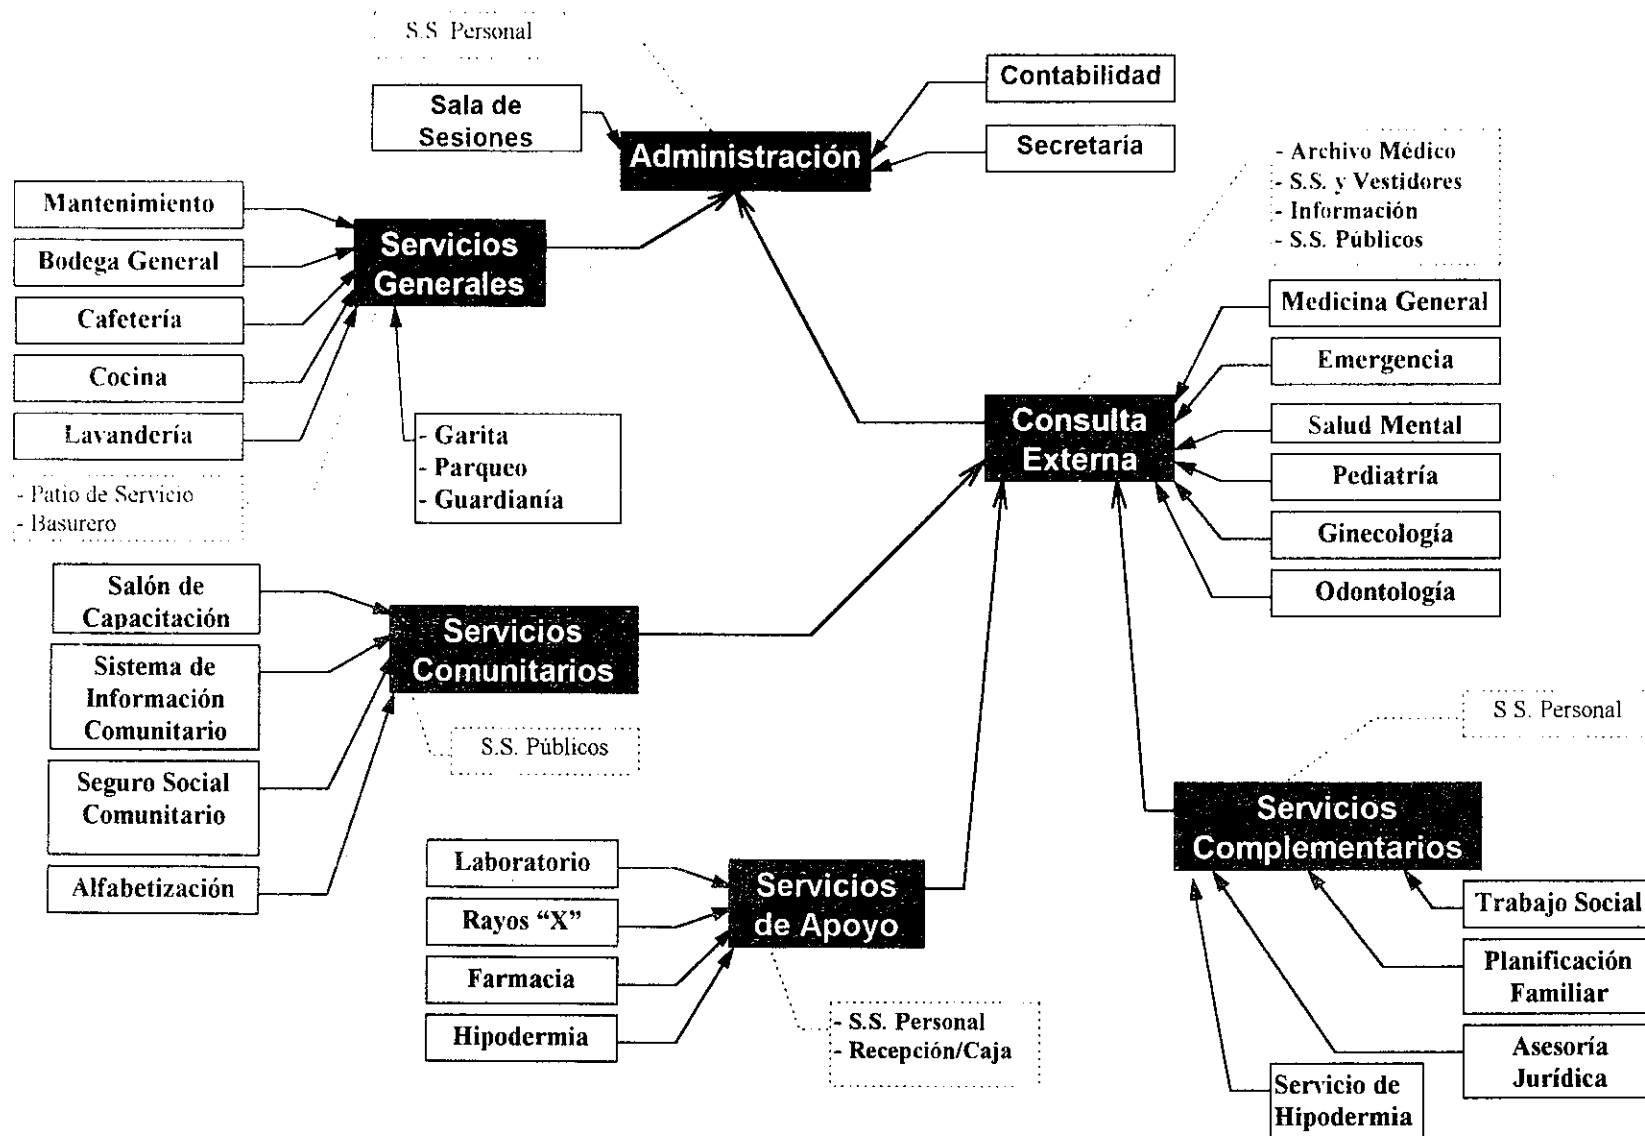 S.S. Personal
Sala de
Sesiones
Contabilidad
Secretaría
Administración
- Archivo Médico
- S.S. y Vestidores
- Información
- S.S. Públicos
Mantenimiento
Bodega General
Cafetería
Cocina
Lavandería
Servicios
Generales
- Garita
- Parqueo
- Guardianía
- Patio de Servicio
- Basurero
Medicina General
Emergencia
Salud Mental
Pediatría
Ginecología
Odontología
Consulta
Externa
Salón de
Capacitación
Sistema de
Información
Comunitario
Seguro Social
Comunitario
Alfabetización
Servicios
Comunitarios
S.S. Públicos
S.S. Personal
Servicios
Complementarios
Laboratorio
Rayos “X”
Farmacia
Hipodermia
Servicios
de Apoyo
- S.S. Personal
- Recepción/Caja
Trabajo Social
Planificación
Familiar
Asesoría
Jurídica
Servicio de
Hipodermia